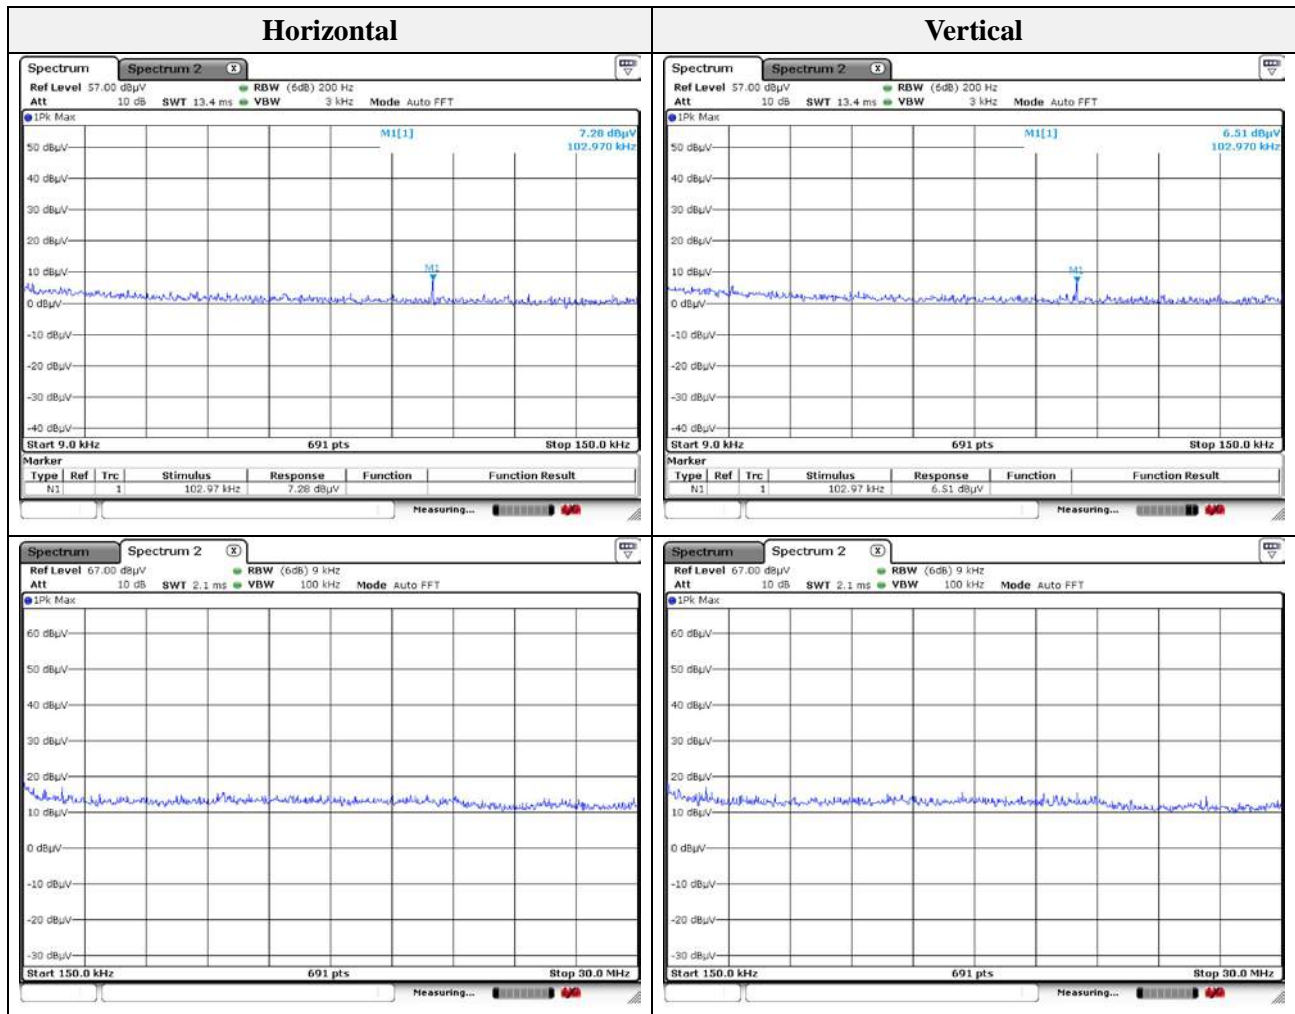 Horizontal
Vertical
Spectrum Spectrum 2 X
Ref Level 57.00 dBµV RBW (6dB) 200 Hz
Att 10 dB SWT 13.4 ms VBW 3 kHz Mode Auto FFT
1Pk Max
M1[1] 7.28 dBµV
102.970 kHz
50 dBµV
40 dBµV
30 dBµV
20 dBµV
10 dBµV
M1
0 dBµV
-10 dBµV
-20 dBµV
-30 dBµV
-40 dBµV
Start 9.0 kHz 691 pts Stop 150.0 kHz
Marker
Type Ref Trc Stimulus Response Function Function Result
N1 1 102.97 kHz 7.28 dBµV
Measuring...
Spectrum Spectrum 2 X
Ref Level 57.00 dBµV RBW (6dB) 200 Hz
Att 10 dB SWT 13.4 ms VBW 3 kHz Mode Auto FFT
1Pk Max
M1[1] 6.51 dBµV
102.970 kHz
50 dBµV
40 dBµV
30 dBµV
20 dBµV
10 dBµV
M1
0 dBµV
-10 dBµV
-20 dBµV
-30 dBµV
-40 dBµV
Start 9.0 kHz 691 pts Stop 150.0 kHz
Marker
Type Ref Trc Stimulus Response Function Function Result
N1 1 102.97 kHz 6.51 dBµV
Measuring...
Spectrum Spectrum 2 X
Ref Level 67.00 dBµV RBW (6dB) 9 kHz
Att 10 dB SWT 2.1 ms VBW 100 kHz Mode Auto FFT
1Pk Max
60 dBµV
50 dBµV
40 dBµV
30 dBµV
20 dBµV
10 dBµV
0 dBµV
-10 dBµV
-20 dBµV
-30 dBµV
Start 150.0 kHz 691 pts Stop 30.0 MHz
Measuring...
Spectrum Spectrum 2 X
Ref Level 67.00 dBµV RBW (6dB) 9 kHz
Att 10 dB SWT 2.1 ms VBW 100 kHz Mode Auto FFT
1Pk Max
60 dBµV
50 dBµV
40 dBµV
30 dBµV
20 dBµV
10 dBµV
0 dBµV
-10 dBµV
-20 dBµV
-30 dBµV
Start 150.0 kHz 691 pts Stop 30.0 MHz
Measuring...